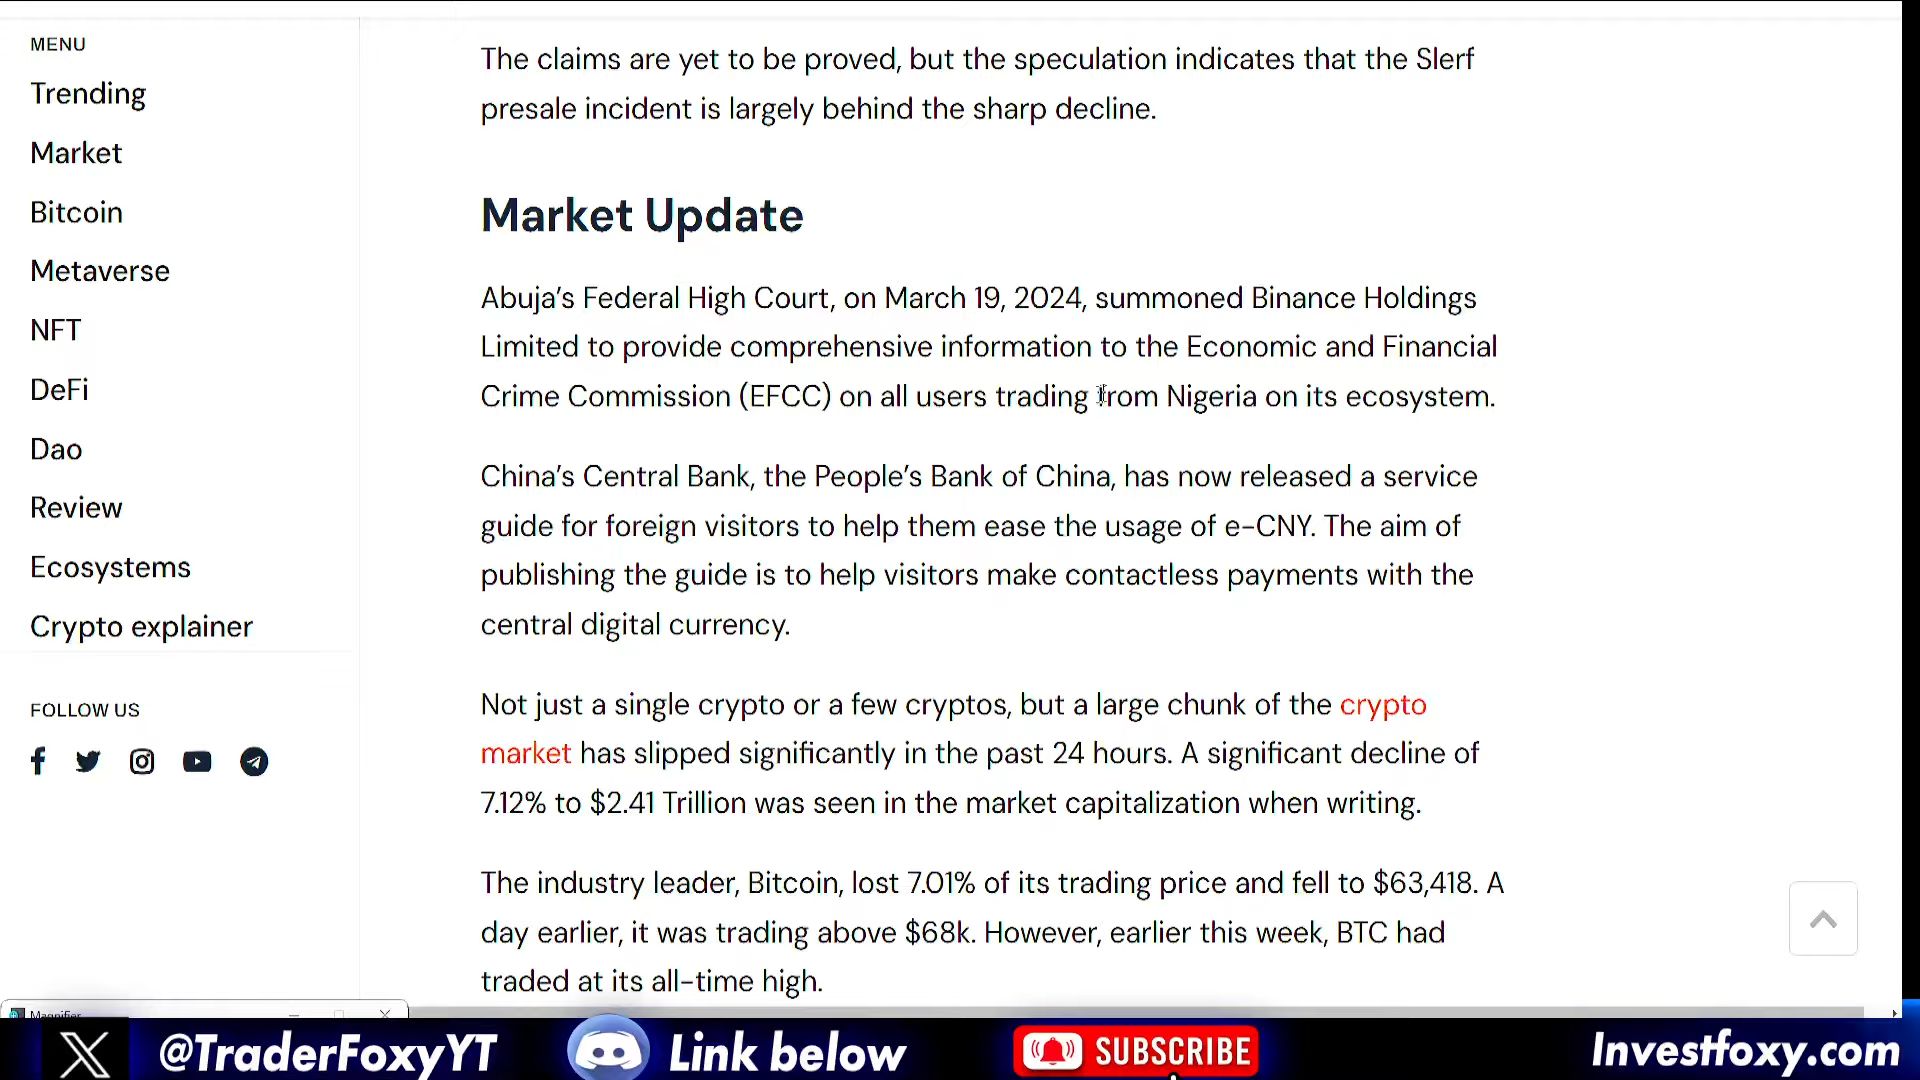 MENU
Trending
Market
Bitcoin
Metaverse
NFT
DeFi
Dao
Review
Ecosystems
Crypto explainer
FOLLOW US
The claims are yet to be proved, but the speculation indicates that the Slerf
presale incident is largely behind the sharp decline.
Market Update
Abuja’s Federal High Court, on March 19, 2024, summoned Binance Holdings
Limited to provide comprehensive information to the Economic and Financial
Crime Commission (EFCC) on all users trading from Nigeria on its ecosystem.
China’s Central Bank, the People’s Bank of China, has now released a service
guide for foreign visitors to help them ease the usage of e-CNY. The aim of
publishing the guide is to help visitors make contactless payments with the
central digital currency.
Not just a single crypto or a few cryptos, but a large chunk of the crypto
market has slipped significantly in the past 24 hours. A significant decline of
7.12% to $2.41 Trillion was seen in the market capitalization when writing.
The industry leader, Bitcoin, lost 7.01% of its trading price and fell to $63,418. A
day earlier, it was trading above $68k. However, earlier this week, BTC had
traded at its all-time high.
Magnifier
@TraderFoxyYT
Link below
SUBSCRIBE
Investfoxy.com